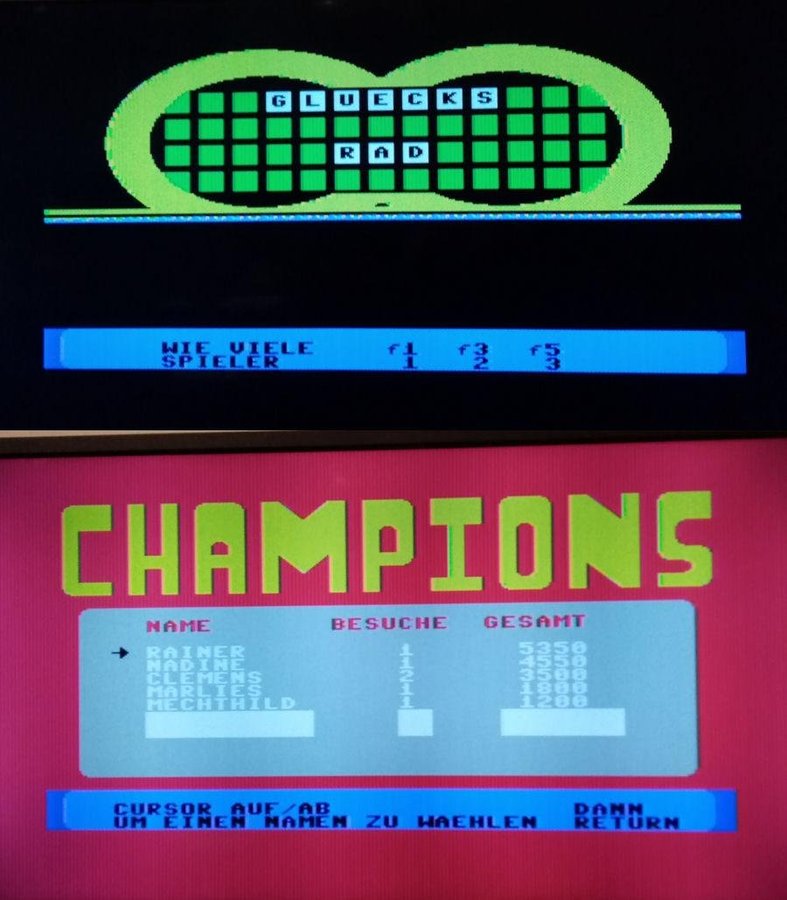 GLUECKS
RAD
WIE VIELE f1 f3 f5
SPIELER 1 2 3
CHAMPIONS
NAME BESUCHE GESAMT
RAINER 1 5350
NADINE 1 4550
CLEMENS 2 3500
MARLIES 1 1800
MECHTHILD 1 1200
CURSOR AUF/AB DANN
UM EINEN NAMEN ZU WAEHLEN RETURN